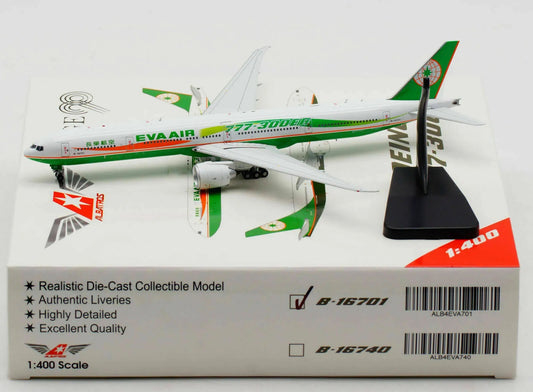 長榮航空
EVA AIR
777-300ER
ALBATROS
1:400
★ Realistic Die-Cast Collectible Model
★ Authentic Liveries
★ Highly Detailed
★ Excellent Quality
B-16701
ALB4EVA701
B-16740
ALB4EVA740
ALBATROS
1:400 Scale